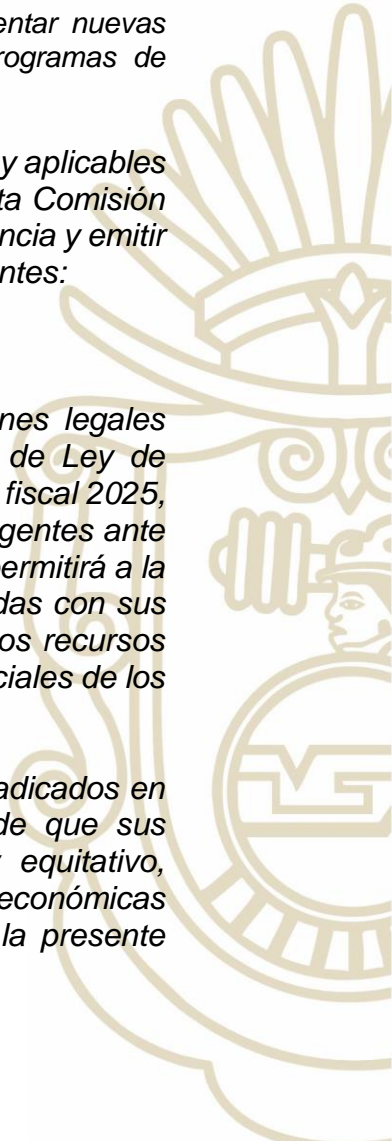 entar nuevas
rogramas de
y aplicables
ta Comisión
ncia y emitir
entes:
nes legales
de Ley de
fiscal 2025,
gentes ante
ermitirá a la
das con sus
os recursos
ciales de los
adicados en
de que sus
equitativo,
económicas
la presente